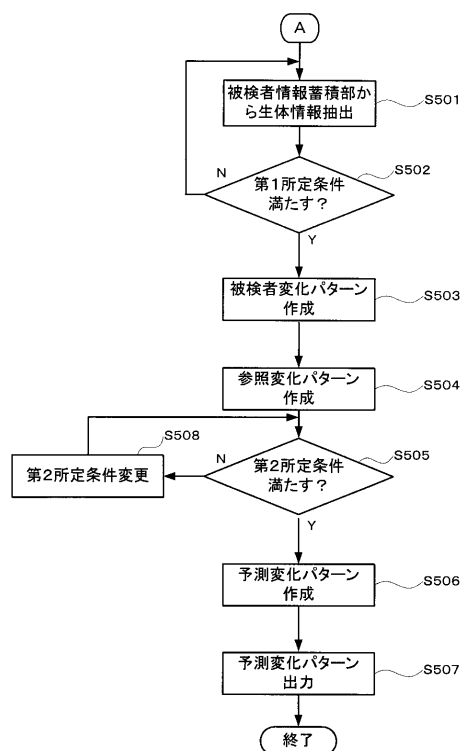 A
被検者情報蓄積部か
ら生体情報抽出
S501
S502
N
第1所定条件
満たす？
Y
被検者変化パターン
作成
S503
参照変化パターン
作成
S504
S508
第2所定条件変更
N
第2所定条件
満たす？
S505
Y
予測変化パターン
作成
S506
予測変化パターン
出力
S507
終了